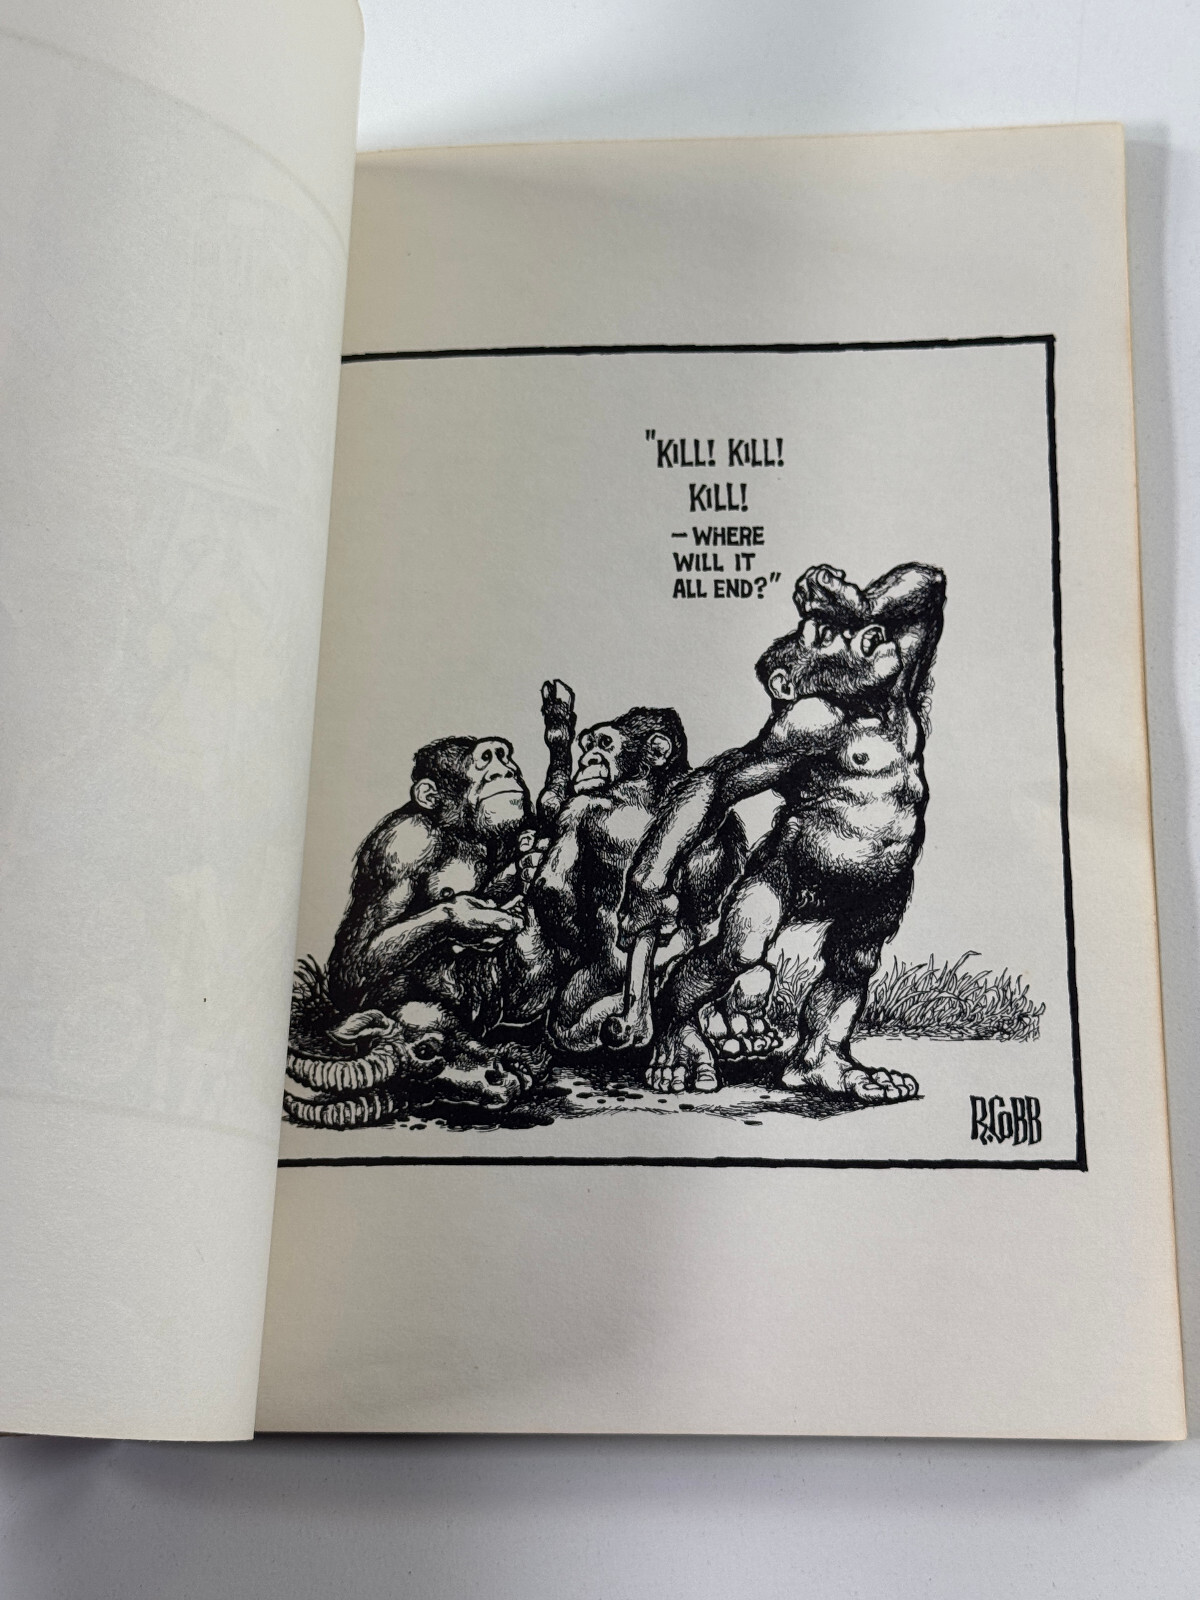 "KILL! KILL!
KILL!
— WHERE
WILL IT
ALL END?"
R. COBB